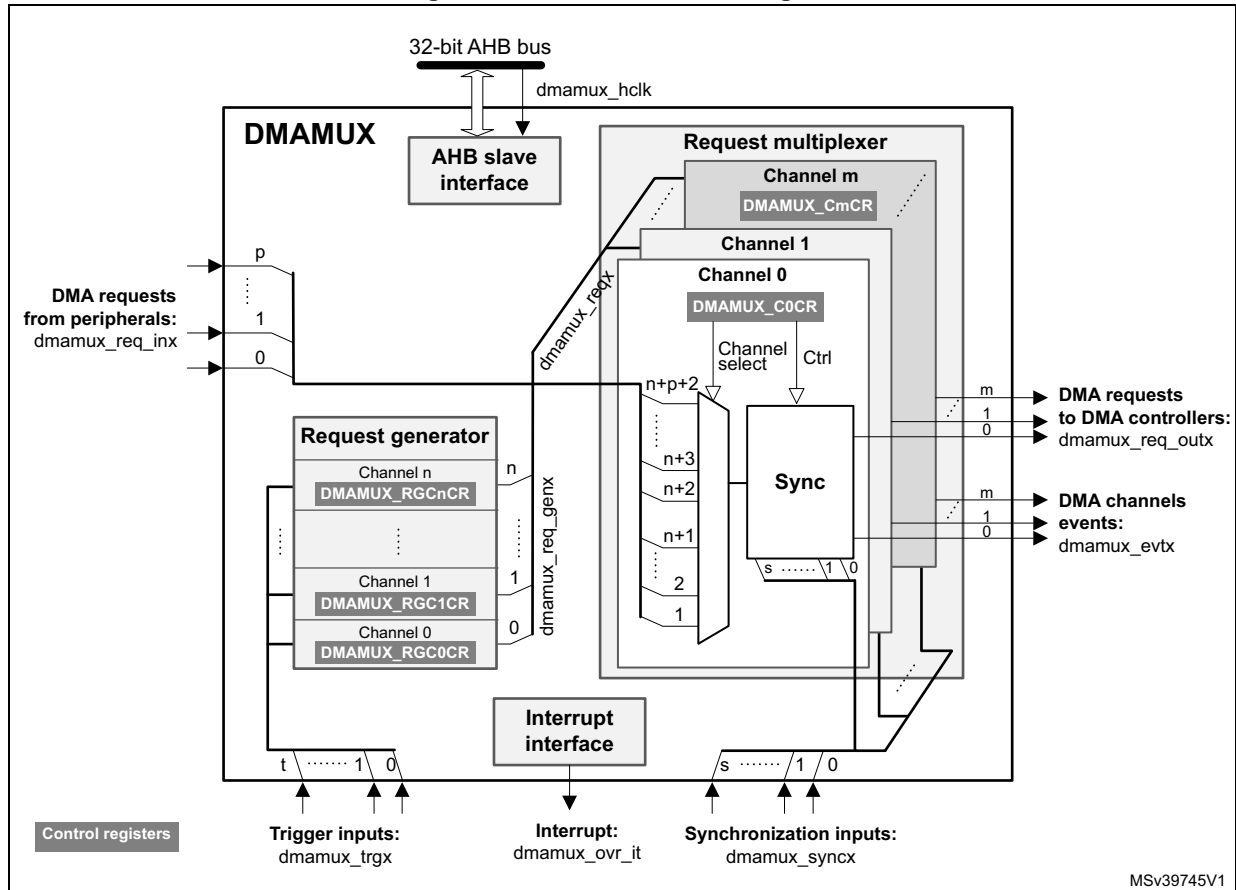 32-bit AHB bus
dmamux_hclk
DMAMUX
AHB slave
interface
Request multiplexer
Channel m
DMAMUX_CmCR
Channel 1
Channel 0
DMAMUX_C0CR
Channel
select
Ctrl
p
1
0
DMA requests
from peripherals:
dmamux_req_inx
dmamux_reqx
n+p+2
n+3
n+2
n+1
2
1
Sync
s 1 0
m
1
0
DMA requests
to DMA controllers:
dmamux_req_outx
m
1
0
DMA channels
events:
dmamux_evtx
Request generator
Channel n
DMAMUX_RGCnCR
n
Channel 1
DMAMUX_RGC1CR
1
Channel 0
DMAMUX_RGC0CR
0
dmamux_req_genx
Interrupt
interface
t 1 0
s 1 0
Control registers
Trigger inputs:
dmamux_trgx
Interrupt:
dmamux_ovr_it
Synchronization inputs:
dmamux_syncx
MSv39745V1